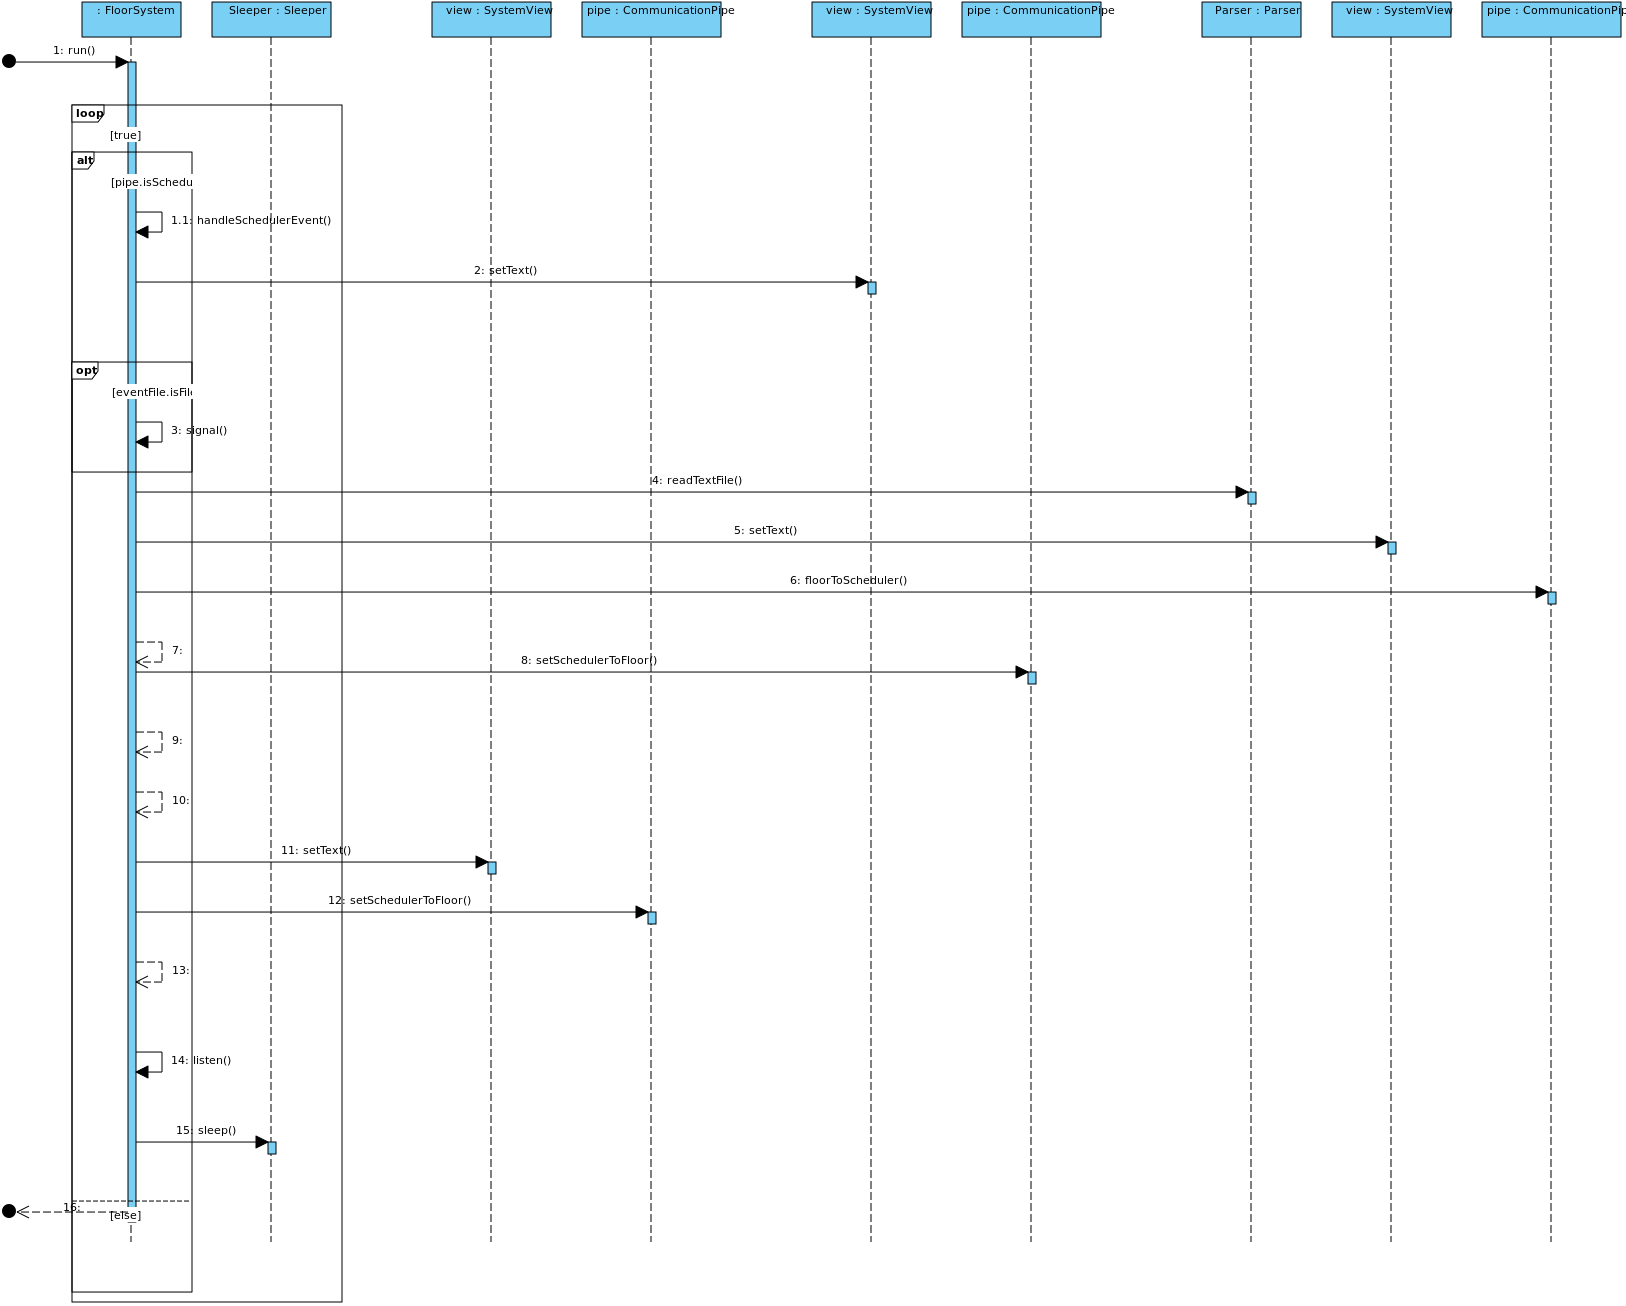 : FloorSystem
Sleeper : Sleeper
view : SystemView
pipe : CommunicationPipe
view : SystemView
pipe : CommunicationPipe
Parser : Parser
view : SystemView
pipe : CommunicationPip
1: run()
loop
[true]
alt
[pipe.isSchedu
1.1: handleSchedulerEvent()
2: setText()
opt
[eventFile.isFil
3: signal()
4: readTextFile()
5: setText()
6: floorToScheduler()
7:
8: setSchedulerToFloor()
9:
10:
11: setText()
12: setSchedulerToFloor()
13:
14: listen()
15: sleep()
16:
[else]